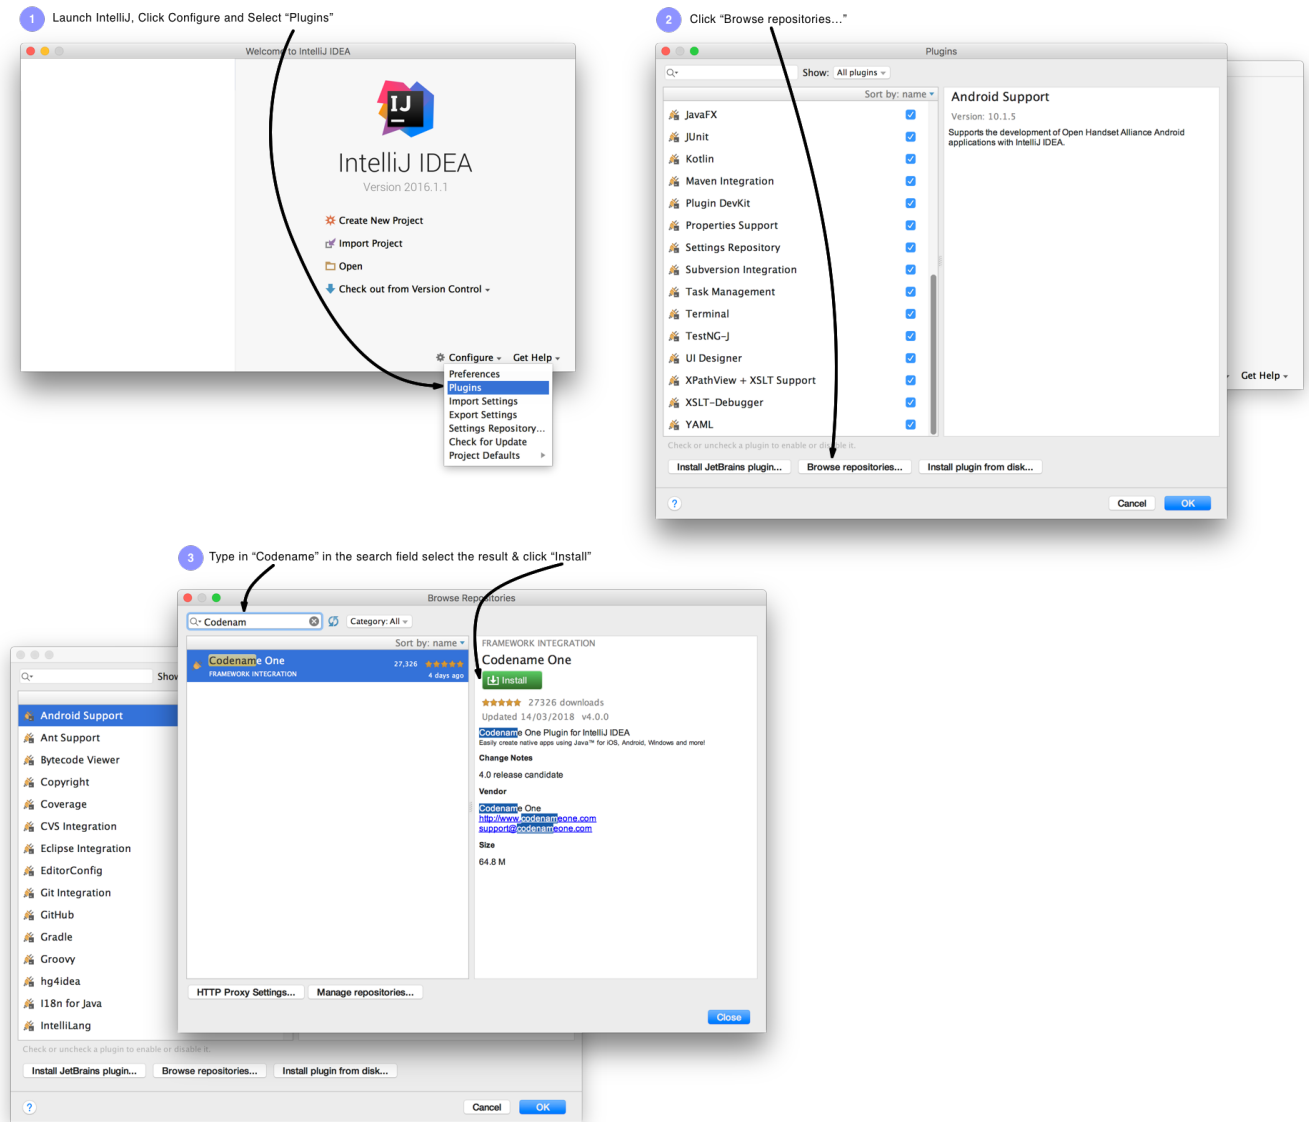 1 Launch IntelliJ, Click Configure and Select “Plugins”
Welcome to IntelliJ IDEA
IJ
IntelliJ IDEA
Version 2016.1.1
Create New Project
Import Project
Open
Check out from Version Control
Configure Get Help
Preferences
Plugins
Import Settings
Export Settings
Settings Repository...
Check for Update
Project Defaults
2 Click “Browse repositories…”
Plugins
Show: All plugins
Sort by: name
JavaFX
JUnit
Kotlin
Maven Integration
Plugin DevKit
Properties Support
Settings Repository
Subversion Integration
Task Management
Terminal
TestNG-J
UI Designer
XPathView + XSLT Support
XSLT-Debugger
YAML
Android Support
Version: 10.1.5
Supports the development of Open Handset Alliance Android
applications with IntelliJ IDEA.
Check or uncheck a plugin to enable or disable it.
Install JetBrains plugin... Browse repositories... Install plugin from disk...
? Cancel OK
Get Help
3 Type in “Codename” in the search field select the result & click “Install”
Browse Repositories
Codenam Category: All
Sort by: name
Codename One 27,326
FRAMEWORK INTEGRATION 4 days ago
FRAMEWORK INTEGRATION
Codename One
Install
27326 downloads
Updated 14/03/2018 v4.0.0
Codename One Plugin for IntelliJ IDEA
Easily create native apps using Java™ for iOS, Android, Windows and more!
Change Notes
4.0 release candidate
Vendor
Codename One
http://www.codenameone.com
support@codenameone.com
Size
64.8 M
HTTP Proxy Settings... Manage repositories...
Close
Show
Android Support
Ant Support
Bytecode Viewer
Copyright
Coverage
CVS Integration
Eclipse Integration
EditorConfig
Git Integration
GitHub
Gradle
Groovy
hg4idea
I18n for Java
IntelliLang
Check or uncheck a plugin to enable or disable it.
Install JetBrains plugin... Browse repositories... Install plugin from disk...
? Cancel OK